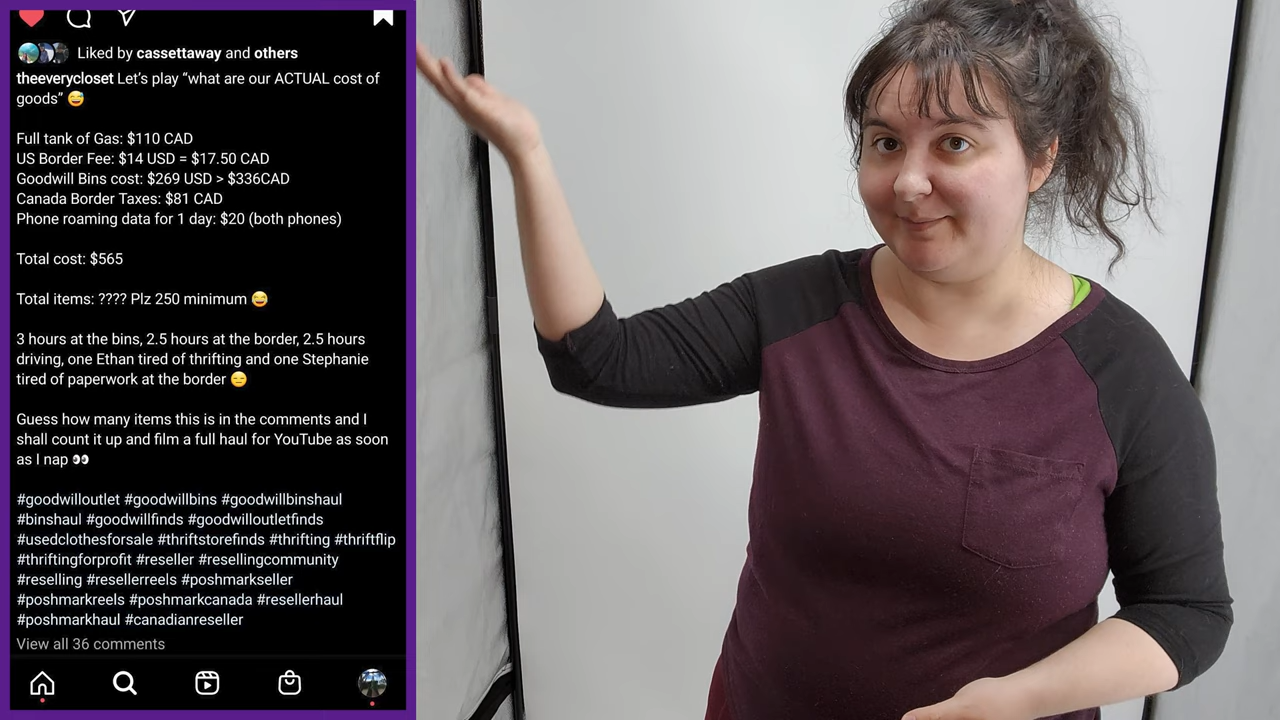 Liked by cassettaway and others
theeverycloset Let's play “what are our ACTUAL cost of
goods” 😅
Full tank of Gas: $110 CAD
US Border Fee: $14 USD = $17.50 CAD
Goodwill Bins cost: $269 USD > $336CAD
Canada Border Taxes: $81 CAD
Phone roaming data for 1 day: $20 (both phones)
Total cost: $565
Total items: ???? Plz 250 minimum 😂
3 hours at the bins, 2.5 hours at the border, 2.5 hours
driving, one Ethan tired of thrifting and one Stephanie
tired of paperwork at the border 😑
Guess how many items this is in the comments and I
shall count it up and film a full haul for YouTube as soon
as I nap 👀
#goodwilloutlet #goodwillbins #goodwillbinshaul
#binshaul #goodwillfinds #goodwilloutletfinds
#usedclothesforsale #thriftstorefinds #thrifting #thriftflip
#thriftingforprofit #reseller #resellingcommunity
#reselling #resellerreels #poshmarkseller
#poshmarkreels #poshmarkcanada #resellerhaul
#poshmarkhaul #canadianreseller
View all 36 comments